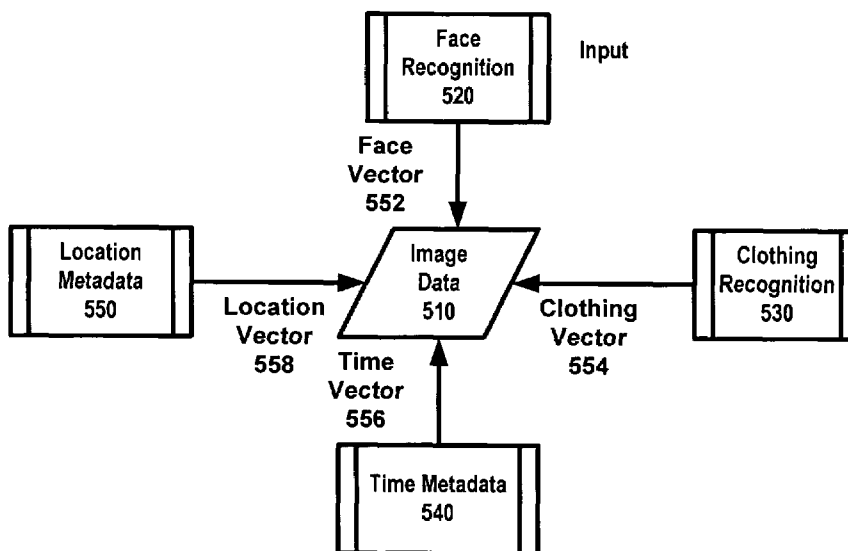 Face
Recognition
520
Input
Face
Vector
552
Location
Metadata
550
Image
Data
510
Clothing
Recognition
530
Location
Vector
558
Clothing
Vector
554
Time
Vector
556
Time Metadata
540